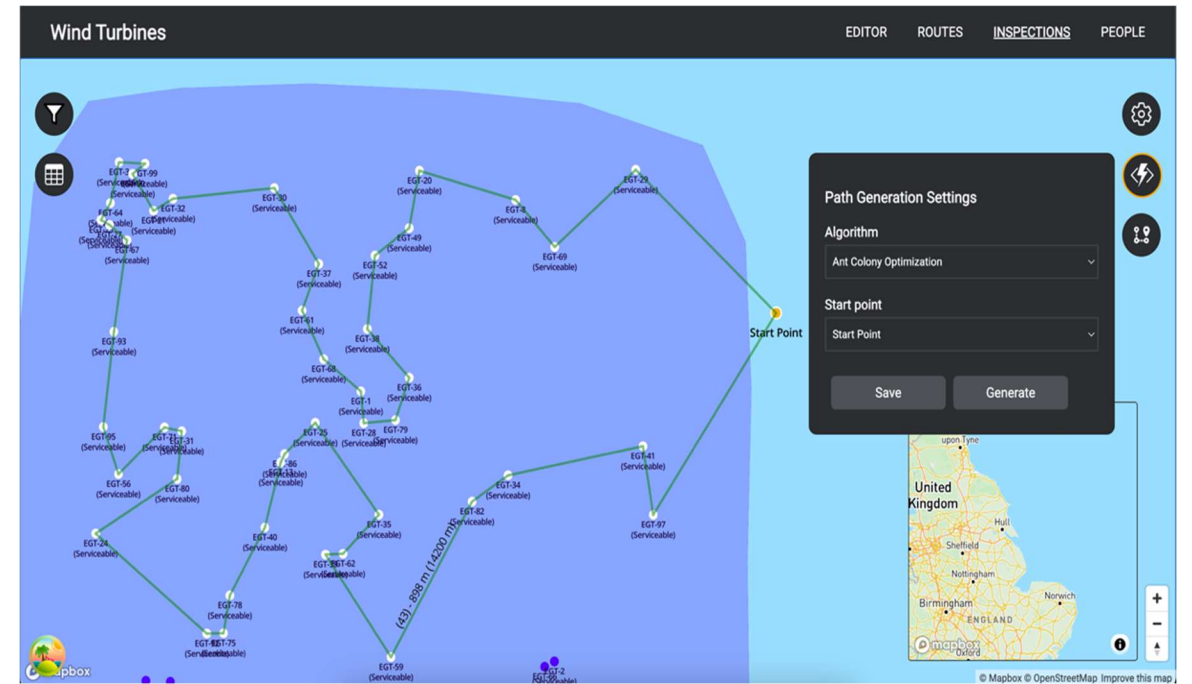 Wind Turbines
EDITOR
ROUTES
INSPECTIONS
PEOPLE
EGT-99
(Serviceable)
EGT-64
EGT-32
(Serviceable)
EGT-67
(Serviceable)
EGT-30
(Serviceable)
EGT-20
(Serviceable)
EGT-8
(Serviceable)
EGT-29
(Serviceable)
EGT-49
(Serviceable)
EGT-69
(Serviceable)
EGT-52
(Serviceable)
EGT-37
(Serviceable)
EGT-61
(Serviceable)
EGT-93
(Serviceable)
EGT-38
(Serviceable)
EGT-68
(Serviceable)
EGT-36
(Serviceable)
EGT-1
(Serviceable)
EGT-28
(Serviceable)
EGT-79
(Serviceable)
EGT-25
(Serviceable)
EGT-95
(Serviceable)
EGT-31
(Serviceable)
EGT-56
(Serviceable)
EGT-80
(Serviceable)
EGT-24
(Serviceable)
EGT-40
(Serviceable)
EGT-35
(Serviceable)
EGT-62
EGT-82
(Serviceable)
EGT-34
(Serviceable)
EGT-41
(Serviceable)
EGT-97
(Serviceable)
EGT-78
(Serviceable)
EGT-75
EGT-59
(Serviceable)
EGT-2
(43) - 898 m (14200 m)
Start Point
Path Generation Settings
Algorithm
Ant Colony Optimization
Start point
Start Point
Save
Generate
upon Tyne
United
Kingdom
Hull
Sheffield
Nottingham
Norwich
Birmingham
ENGLAND
Oxford
mapbox
mapbox
© Mapbox © OpenStreetMap Improve this map